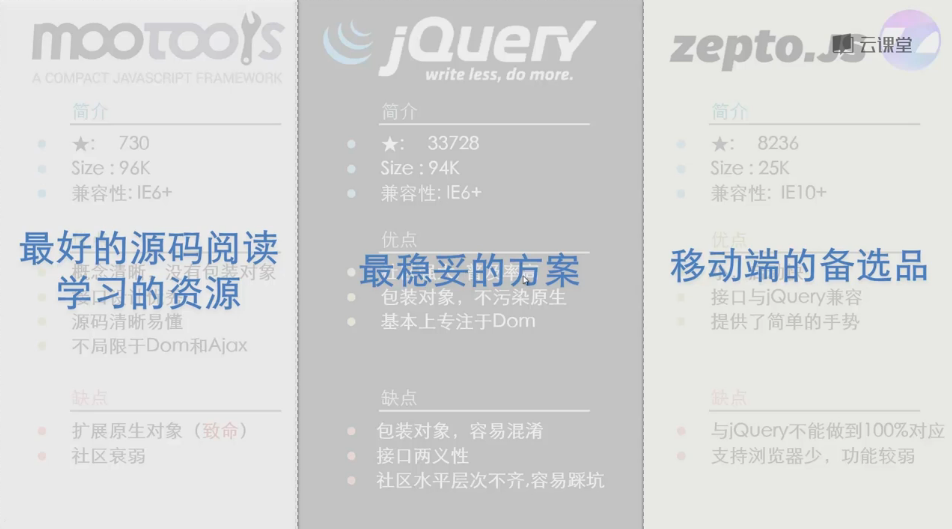 mootools
A COMPACT JAVASCRIPT FRAMEWORK
简介
★: 730
Size : 96K
兼容性: IE6+
最好的源码阅读
学习的资源
概念清晰，没有包装对象
源码清晰易懂
不局限于Dom和Ajax
缺点
扩展原生对象（致命）
社区衰弱
jQuery
write less, do more.
简介
★: 33728
Size : 94K
兼容性: IE6+
优点
最稳妥的方案
包装对象，不污染原生
基本上专注于Dom
缺点
包装对象，容易混淆
接口两义性
社区水平层次不齐,容易踩坑
zepto.JS
云课堂
简介
★: 8236
Size : 25K
兼容性: IE10+
优点
移动端的备选品
接口与jQuery兼容
提供了简单的手势
缺点
与jQuery不能做到100%对应
支持浏览器少，功能较弱